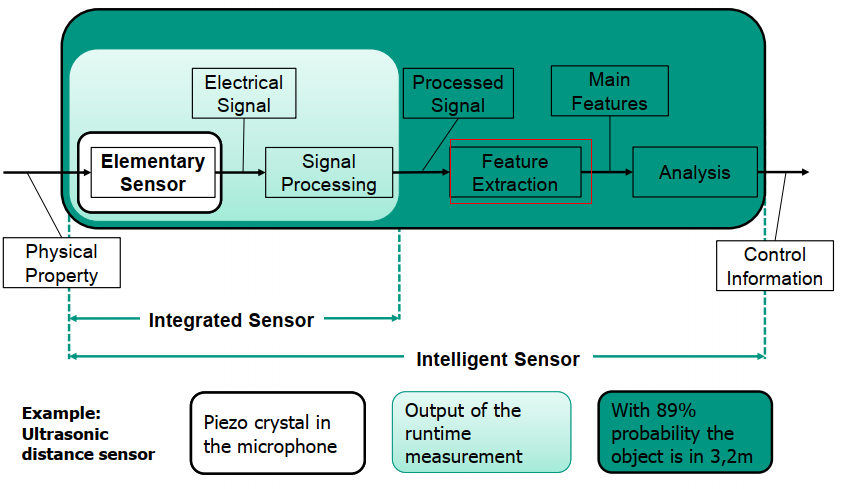 Electrical
Signal
Processed
Signal
Main
Features
Elementary
Sensor
Signal
Processing
Feature
Extraction
Analysis
Physical
Property
Control
Information
Integrated Sensor
Intelligent Sensor
Example:
Ultrasonic
distance sensor
Piezo crystal in
the microphone
Output of the
runtime
measurement
With 89%
probability the
object is in 3,2m